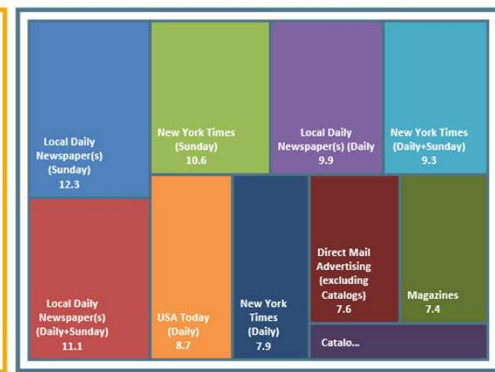 Local Daily
Newspaper(s)
(Sunday)
12.3
New York Times
(Sunday)
10.6
Local Daily
Newspaper(s) (Daily
9.9
New York Times
(Daily+Sunday)
9.3
Local Daily
Newspaper(s)
(Daily+Sunday)
11.1
USA Today
(Daily)
8.7
New York
Times
(Daily)
7.9
Direct Mail
Advertising
(excluding
Catalogs)
7.6
Magazines
7.4
Catalo...